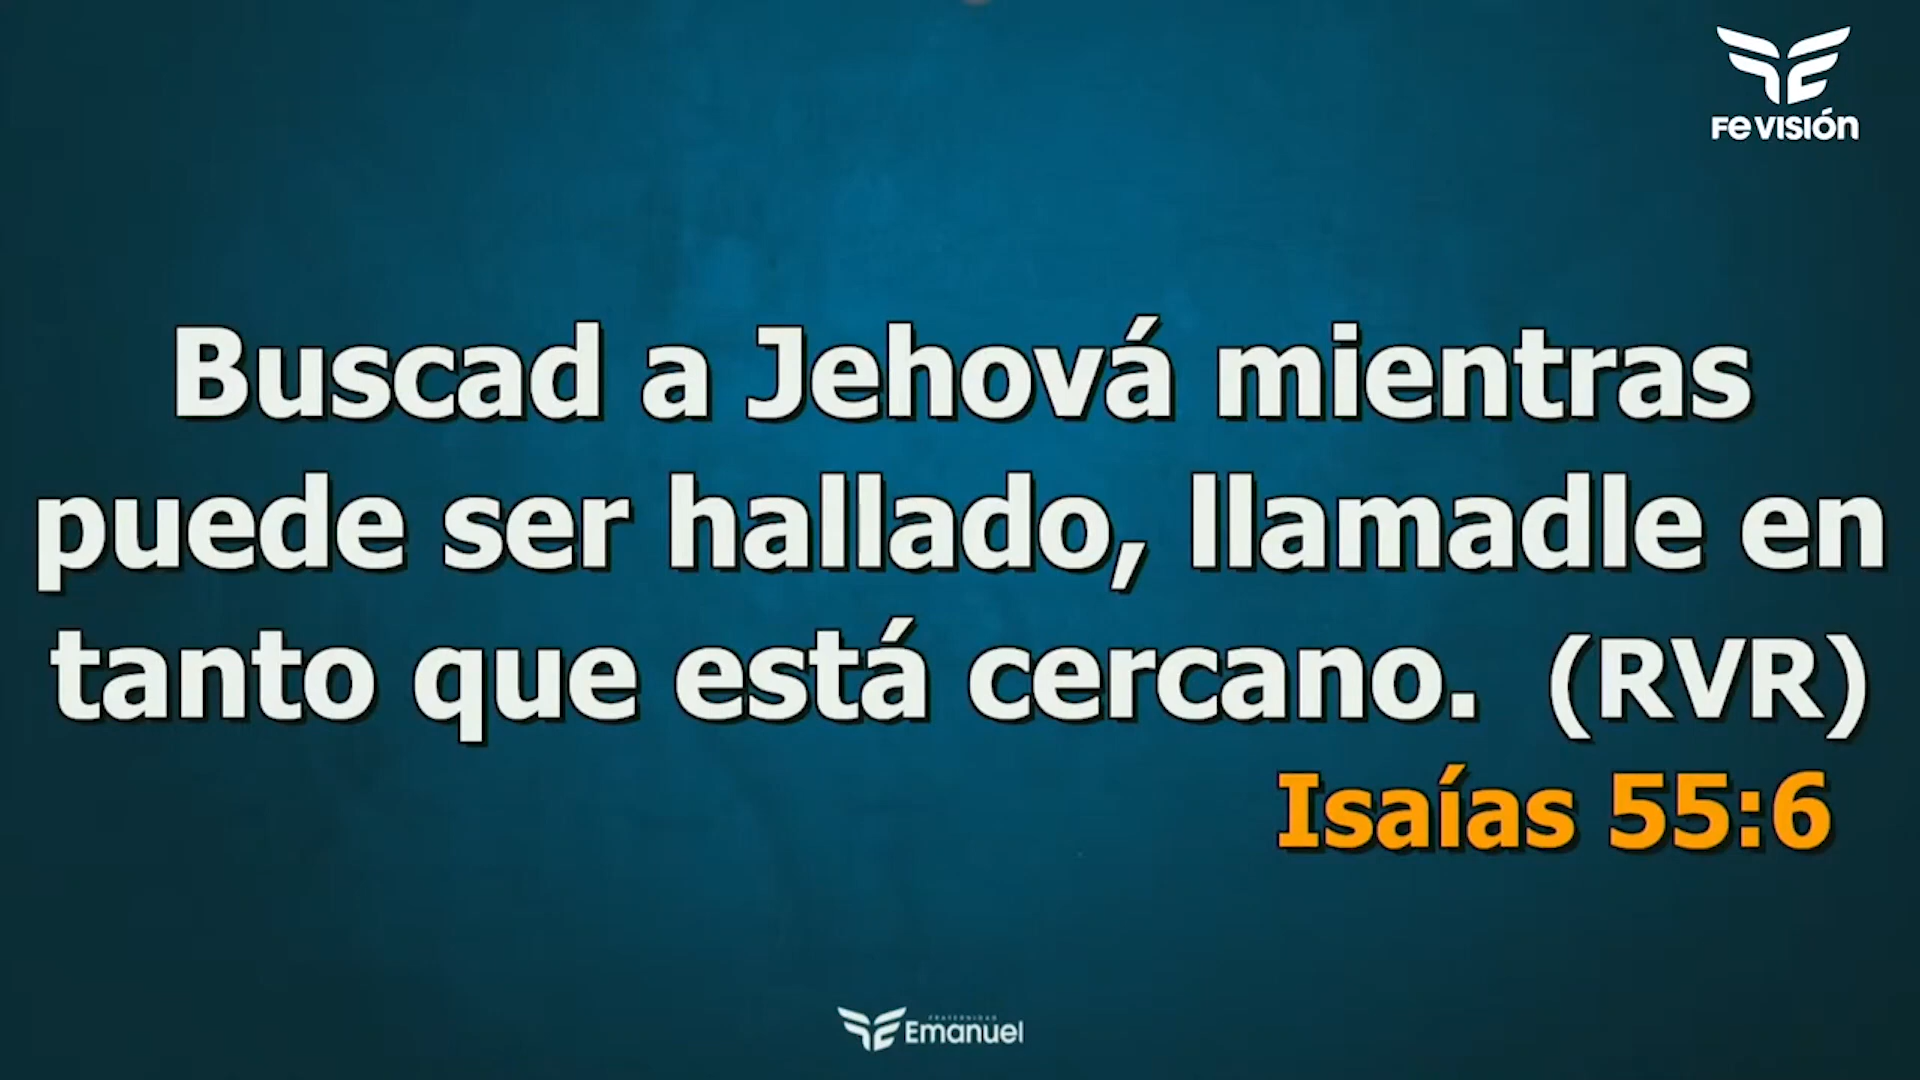 FE VISIÓN
Buscad a Jehová mientras
puede ser hallado, llamadle en
tanto que está cercano. (RVR)
Isaías 55:6
FRATERNIDAD
Emanuel